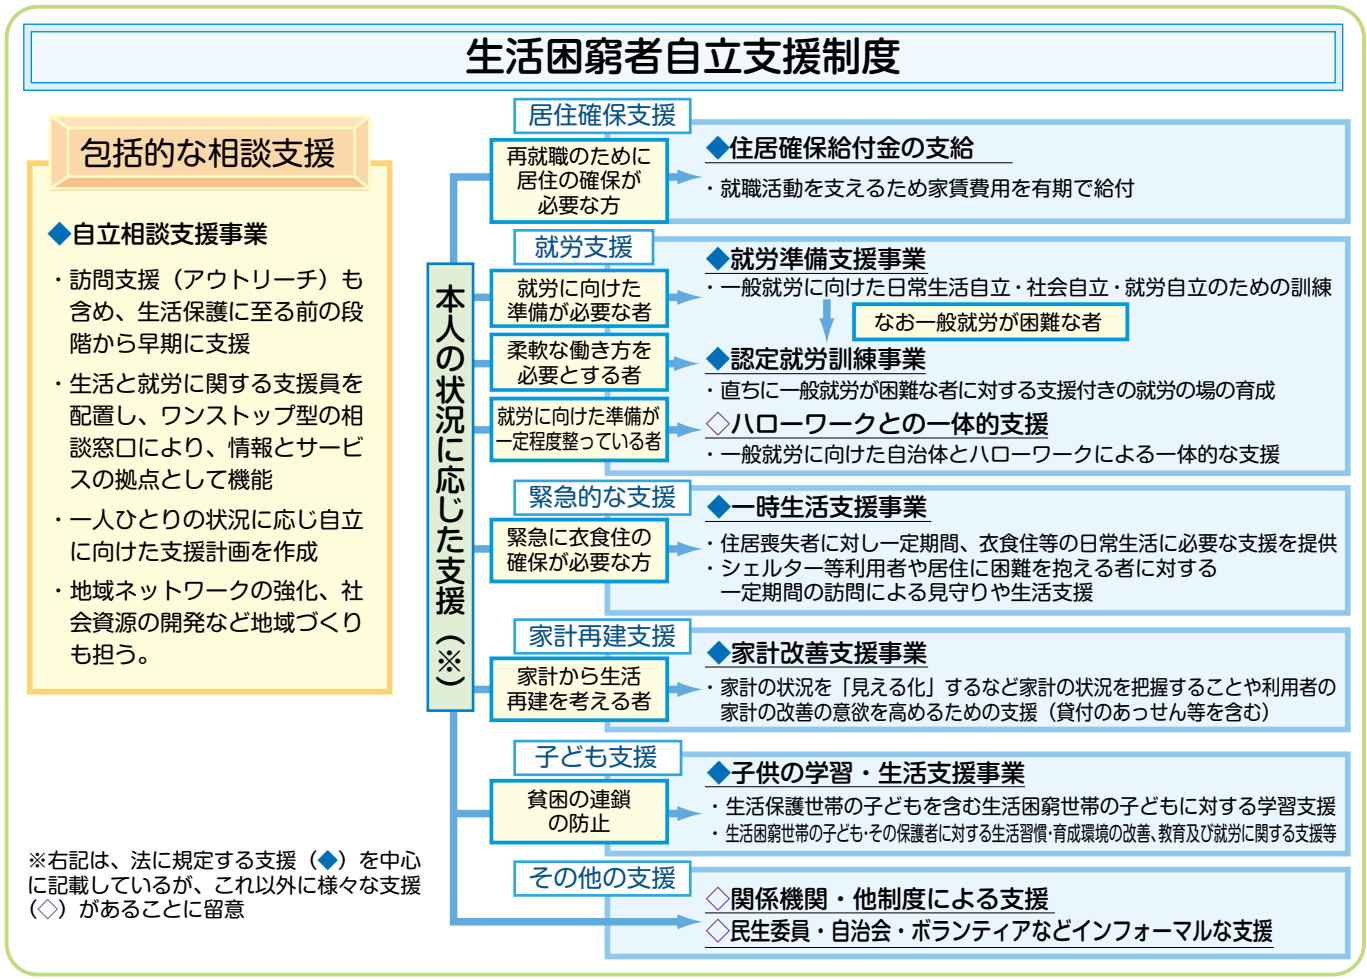 生活困窮者自立支援制度
包括的な相談支援
◆自立相談支援事業
・訪問支援（アウトリーチ）も
含め、生活保護に至る前の段
階から早期に支援
・生活と就労に関する支援員を
配置し、ワンストップ型の相
談窓口により、情報とサービ
スの拠点として機能
・一人ひとりの状況に応じ自立
に向けた支援計画を作成
・地域ネットワークの強化、社
会資源の開発など地域づくり
も担う。
※右記は、法に規定する支援（◆）を中心
に記載しているが、これ以外に様々な支援
（◇）があることに留意
本人の状況に応じた支援（※）
居住確保支援
再就職のために
居住の確保が
必要な方
◆住居確保給付金の支給
・就職活動を支えるため家賃費用を有期で給付
就労支援
就労に向けた
準備が必要な者
◆就労準備支援事業
・一般就労に向けた日常生活自立・社会自立・就労自立のための訓練
なお一般就労が困難な者
柔軟な働き方を
必要とする者
◆認定就労訓練事業
・直ちに一般就労が困難な者に対する支援付きの就労の場の育成
就労に向けた準備が
一定程度整っている者
◇ハローワークとの一体的支援
・一般就労に向けた自治体とハローワークによる一体的な支援
緊急的な支援
緊急に衣食住の
確保が必要な方
◆一時生活支援事業
・住居喪失者に対し一定期間、衣食住等の日常生活に必要な支援を提供
・シェルター等利用者や居住に困難を抱える者に対する
一定期間の訪問による見守りや生活支援
家計再建支援
家計から生活
再建を考える者
◆家計改善支援事業
・家計の状況を「見える化」するなど家計の状況を把握することや利用者の
家計の改善の意欲を高めるための支援（貸付のあっせん等を含む）
子ども支援
貧困の連鎖
の防止
◆子供の学習・生活支援事業
・生活保護世帯の子どもを含む生活困窮世帯の子どもに対する学習支援
・生活困窮世帯の子ども・その保護者に対する生活習慣・育成環境の改善、教育及び就労に関する支援等
その他の支援
◇関係機関・他制度による支援
◇民生委員・自治会・ボランティアなどインフォーマルな支援